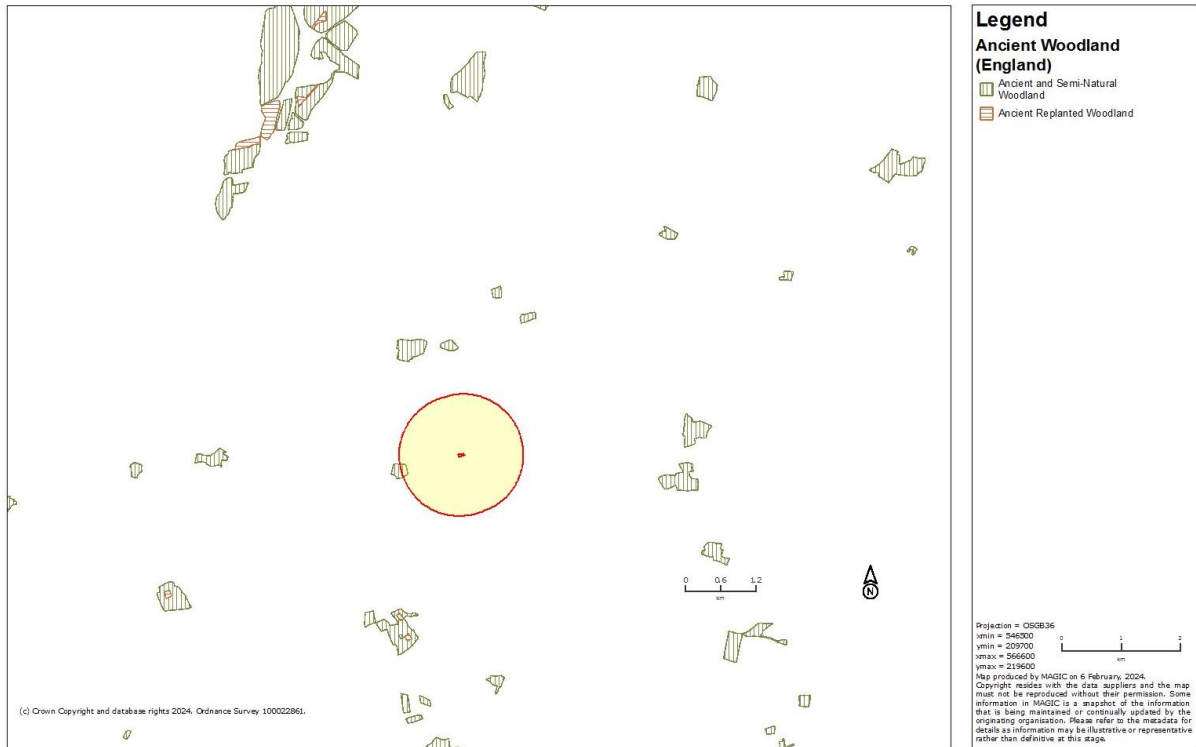 Legend
Ancient Woodland
(England)
Ancient and Semi-Natural
Woodland
Ancient Replanted Woodland
0 0.6 1.2
km
N
Projection = OSGB36
xmin = 546500
ymin = 209700
xmax = 566600
ymax = 219600
0 1 2
km
Map produced by MAGIC on 6 February, 2024.
Copyright resides with the data suppliers and the map
must not be reproduced without their permission. Some
information in MAGIC is a snapshot of the information
that is being maintained or continually updated by the
originating organisation. Please refer to the metadata for
details as information may be illustrative or representative
rather than definitive at this stage.
(c) Crown Copyright and database rights 2024. Ordnance Survey 100022861.